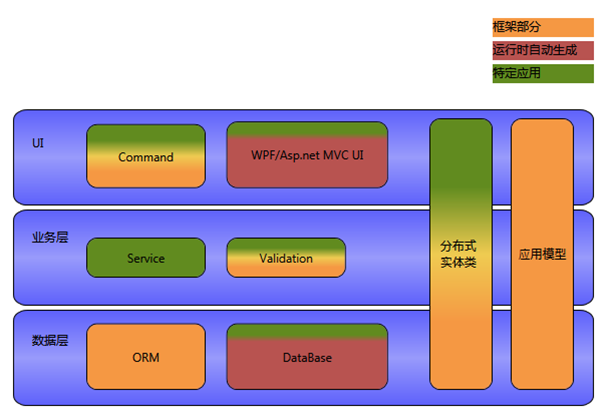 框架部分
运行时自动生成
特定应用
UI
Command
WPF/Asp.net MVC UI
业务层
Service
Validation
分布式
实体类
应用模型
数据层
ORM
DataBase